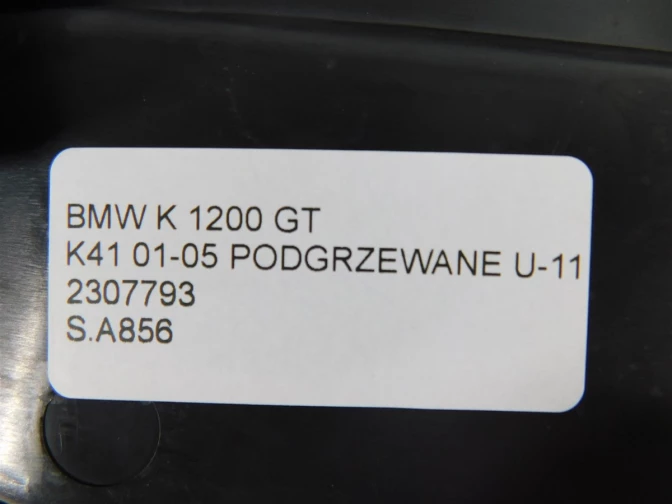 BMW K 1200 GT
K41 01-05 PODGRZEWANE U-11
2307793
S.A856